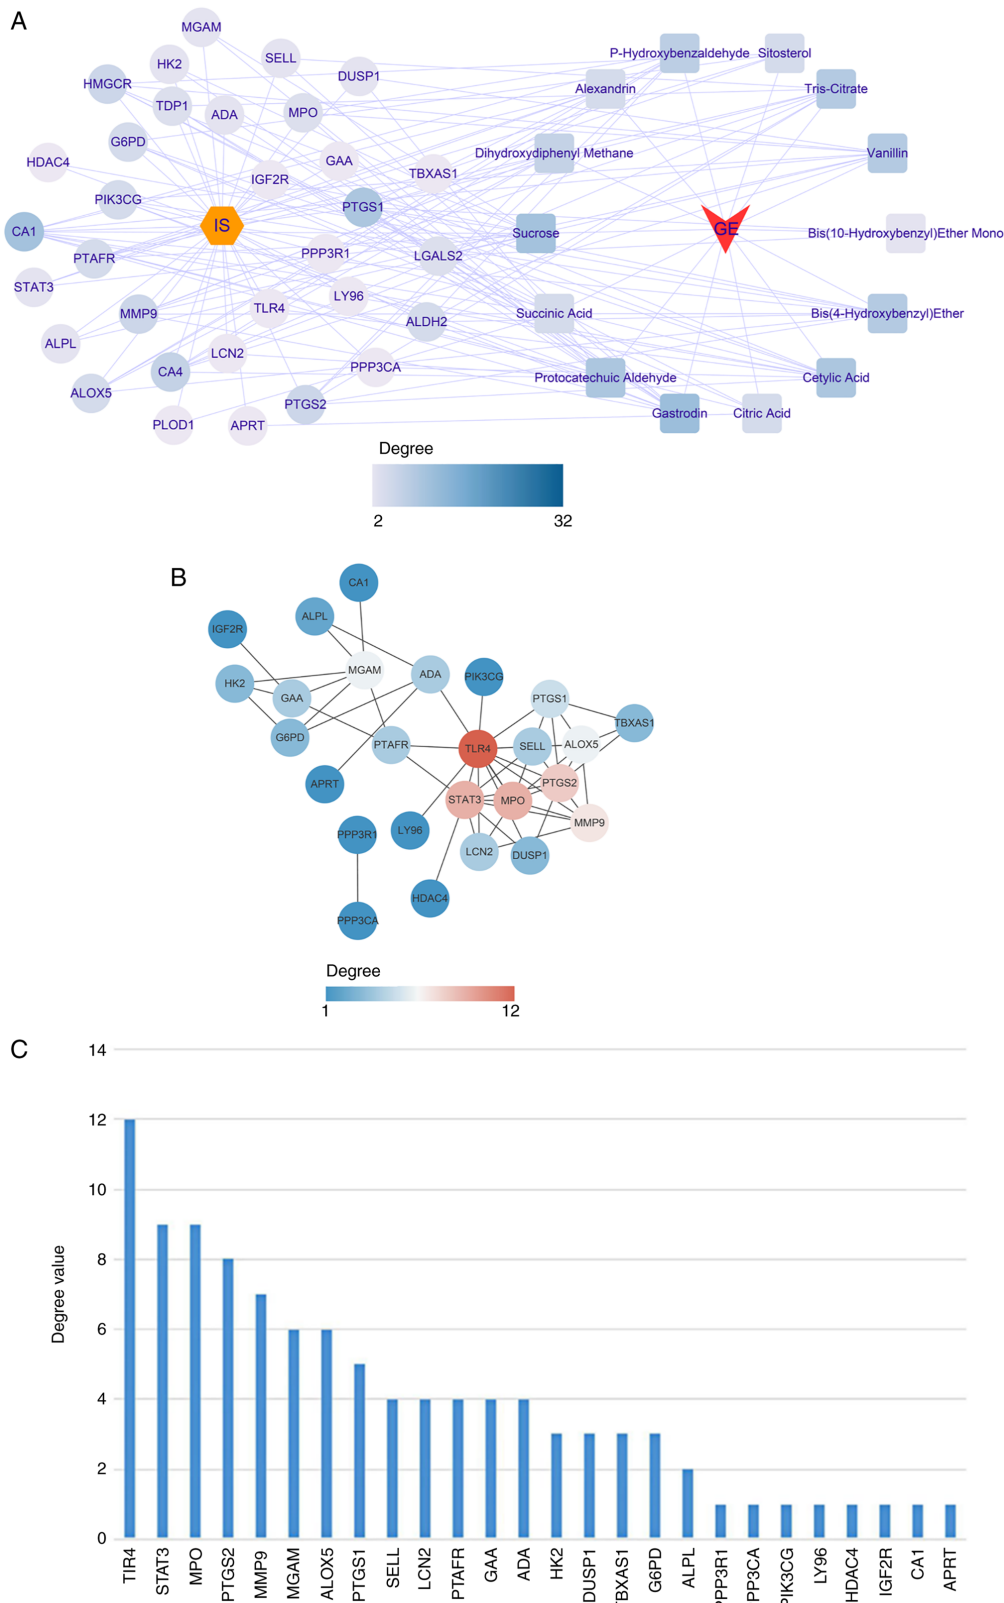 A
MGAM
P-Hydroxybenzaldehyde
Sitosterol
HK2
SELL
DUSP1
HMGCR
Alexandrin
Tris-Citrate
TDP1
ADA
MPO
G6PD
HDAC4
GAA
Dihydroxydiphenyl Methane
Vanillin
IGF2R
TBXAS1
PIK3CG
PTGS1
CA1
IS
Sucrose
GE
Bis(10-Hydroxybenzyl)Ether Mono
PTAFR
PPP3R1
LGALS2
STAT3
LY96
MMP9
TLR4
ALDH2
Succinic Acid
Bis(4-Hydroxybenzyl)Ether
ALPL
LCN2
CA4
PPP3CA
Protocatechuic Aldehyde
Cetylic Acid
ALOX5
PTGS2
Gastrodin
Citric Acid
PLOD1
APRT
Degree
2
32
B
CA1
ALPL
IGF2R
MGAM
ADA
PIK3CG
HK2
GAA
PTGS1
TBXAS1
G6PD
PTAFR
TLR4
SELL
ALOX5
APRT
PTGS2
STAT3
MPO
MMP9
PPP3R1
LY96
LCN2
DUSP1
HDAC4
PPP3CA
Degree
1
12
C
14
12
10
8
6
4
2
0
Degree value
TIR4
STAT3
MPO
PTGS2
MMP9
MGAM
ALOX5
PTGS1
SELL
LCN2
PTAFR
GAA
ADA
HK2
DUSP1
TBXAS1
G6PD
ALPL
PPP3R1
PP3CA
PIK3CG
LY96
HDAC4
IGF2R
CA1
APRT